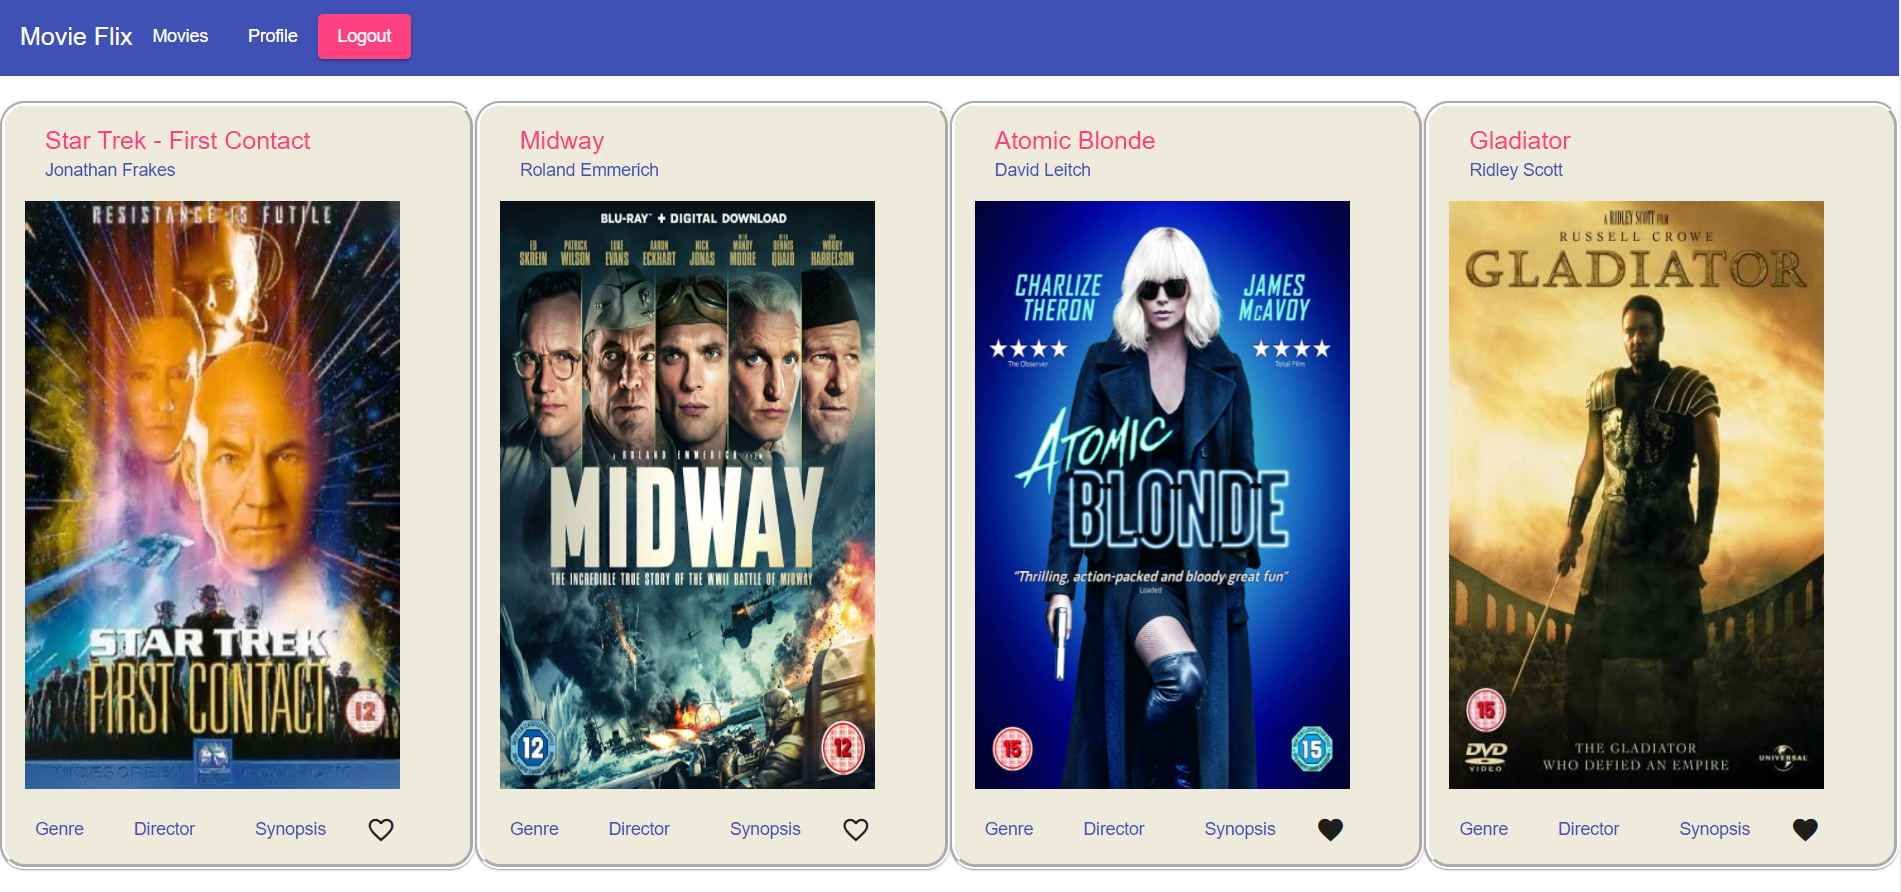 Movie Flix Movies Profile Logout
Star Trek - First Contact
Jonathan Frakes
RESISTANCE IS FUTILE
STAR TREK
FIRST CONTACT
12
WIDESCREEN
Genre Director Synopsis
Midway
Roland Emmerich
BLU-RAY™ + DIGITAL DOWNLOAD
ED SKREIN PATRICK WILSON LUKE EVANS AARON ECKHART NICK JONAS WITH MANDY MOORE WITH DENNIS QUAID AND WOODY HARRELSON
A ROLAND EMMERICH FILM
MIDWAY
THE INCREDIBLE TRUE STORY OF THE WWII BATTLE OF MIDWAY
12 12
Genre Director Synopsis
Atomic Blonde
David Leitch
CHARLIZE JAMES
THERON McAVOY
The Observer Total Film
ATOMIC
BLONDE
"Thrilling, action-packed and bloody great fun"
Loaded
15 15
Genre Director Synopsis
Gladiator
Ridley Scott
A RIDLEY SCOTT FILM
RUSSELL CROWE
GLADIATOR
15
DVD
VIDEO
THE GLADIATOR
WHO DEFIED AN EMPIRE
UNIVERSAL
Genre Director Synopsis